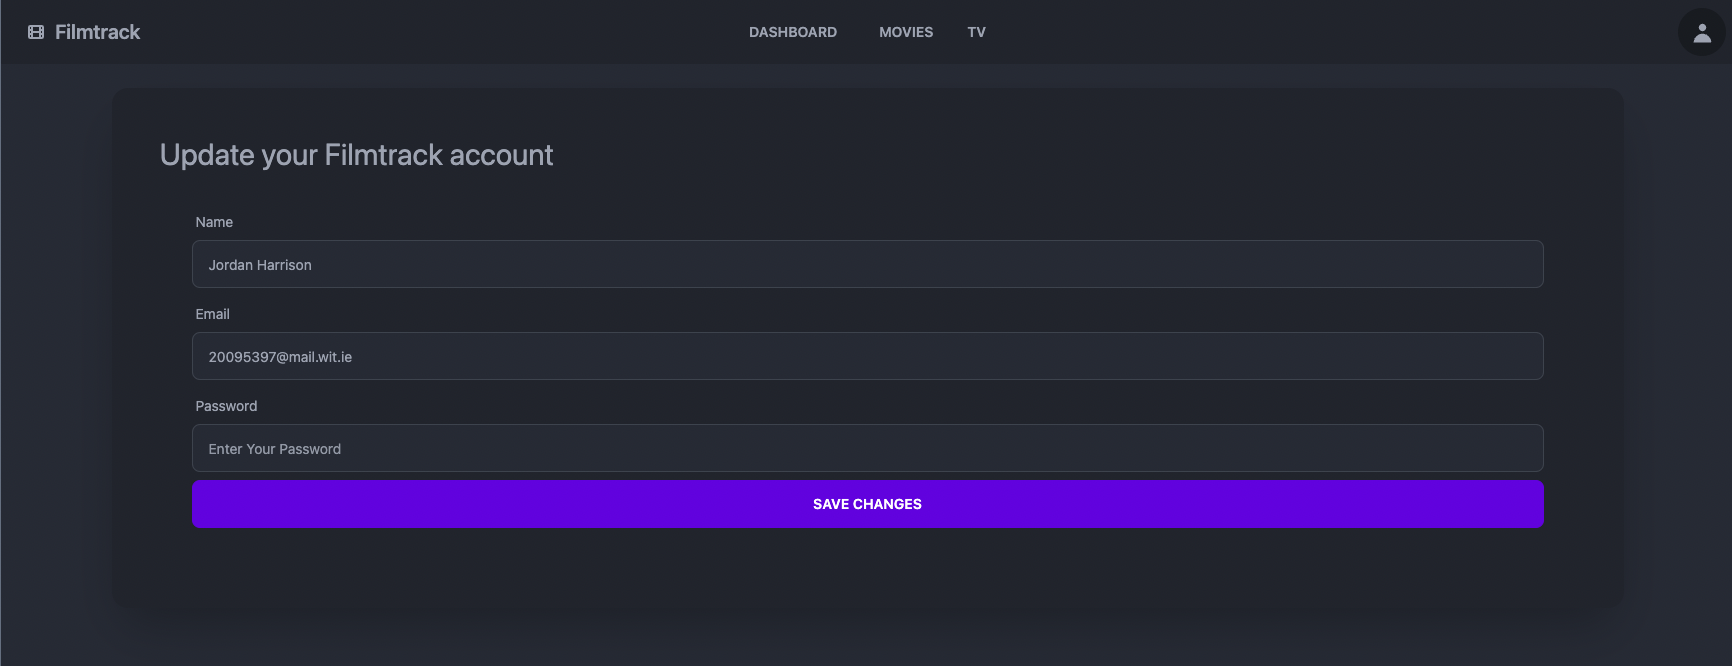 Filmtrack
DASHBOARD MOVIES TV
Update your Filmtrack account
Name
Jordan Harrison
Email
20095397@mail.wit.ie
Password
Enter Your Password
SAVE CHANGES